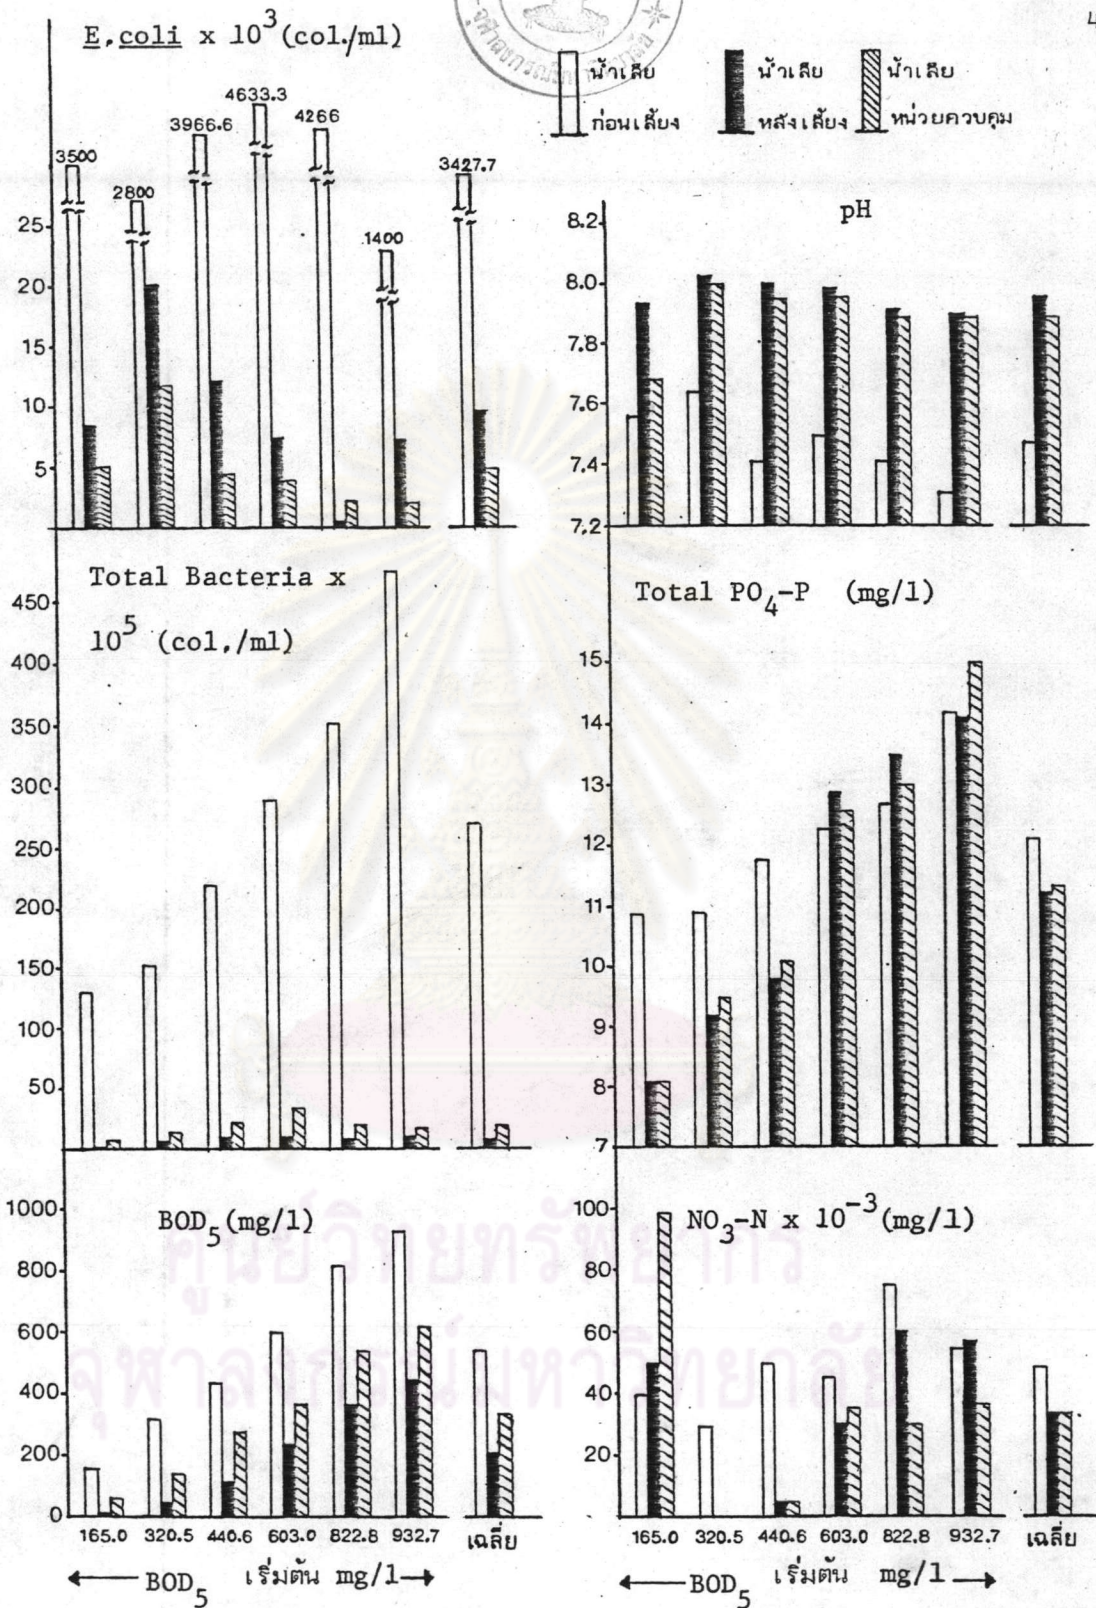 E.coli x 10³(col./ml)
น้ำเสีย
ก่อนเลี้ยง
น้ำเสีย
หลังเลี้ยง
น้ำเสีย
หน่วยควบคุม
3500
2800
3966.6
4633.3
4266
1400
3427.7
25
20
15
10
5
pH
8.2
8.0
7.8
7.6
7.4
7.2
Total Bacteria x
10⁵ (col./ml)
450
400
350
300
250
200
150
100
50
Total PO₄-P (mg/l)
15
14
13
12
11
10
9
8
7
BOD₅(mg/l)
1000
800
600
400
200
0
165.0 320.5 440.6 603.0 822.8 932.7 เฉลี่ย
BOD₅ เริ่มต้น mg/l
NO₃-N x 10⁻³(mg/l)
100
80
60
40
20
165.0 320.5 440.6 603.0 822.8 932.7 เฉลี่ย
BOD₅ เริ่มต้น mg/l
ศูนย์วิทยทรัพยากร
จุฬาลงกรณ์มหาวิทยาลัย